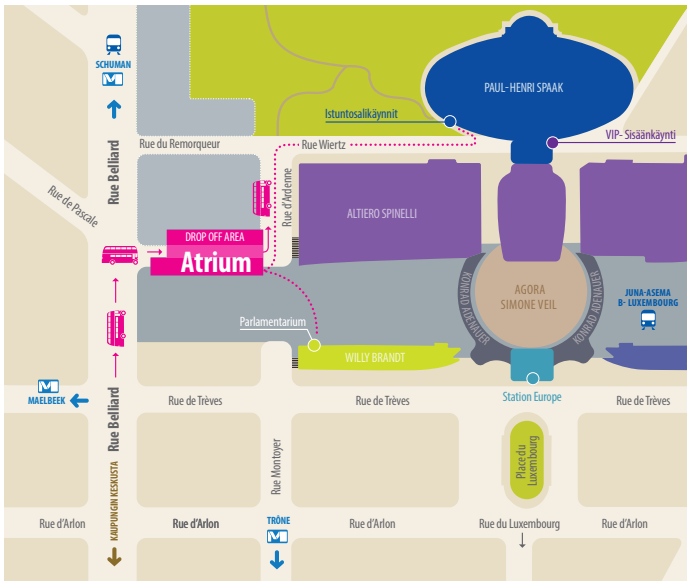 SCHUMAN
M
Istuntosalikäynnit
PAUL-HENRI SPAAK
VIP- Sisäänkäynti
Rue du Remorqueur
Rue Wiertz
Rue Belliard
Rue de Pascale
Rue d'Ardenne
ALTIERO SPINELLI
DROP OFF AREA
Atrium
KONRAD ADENAUER
AGORA
SIMONE VEIL
KONRAD ADENAUER
JUNA-ASEMA
B- LUXEMBOURG
Parlamentarium
WILLY BRANDT
M
MAELBEEK
Rue Belliard
Rue de Trèves
Rue de Trèves
Station Europe
Rue de Trèves
Place du
Luxembourg
Rue Montoyer
KAUPUNGIN KESKUSTA
Rue d'Arlon
Rue d'Arlon
TRÔNE
M
Rue d'Arlon
Rue du Luxembourg
Rue d'Arlon